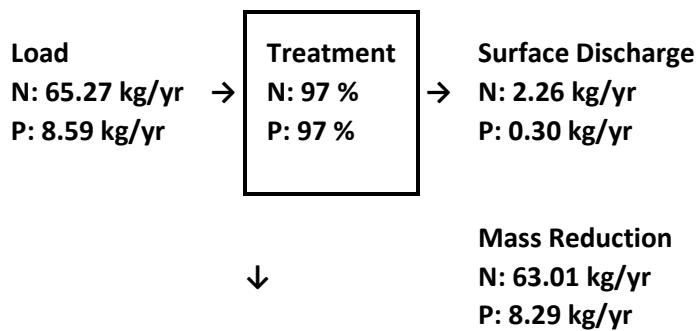 Load
N: 65.27 kg/yr
P: 8.59 kg/yr
→
Treatment
N: 97 %
P: 97 %
→
Surface Discharge
N: 2.26 kg/yr
P: 0.30 kg/yr
↓
Mass Reduction
N: 63.01 kg/yr
P: 8.29 kg/yr